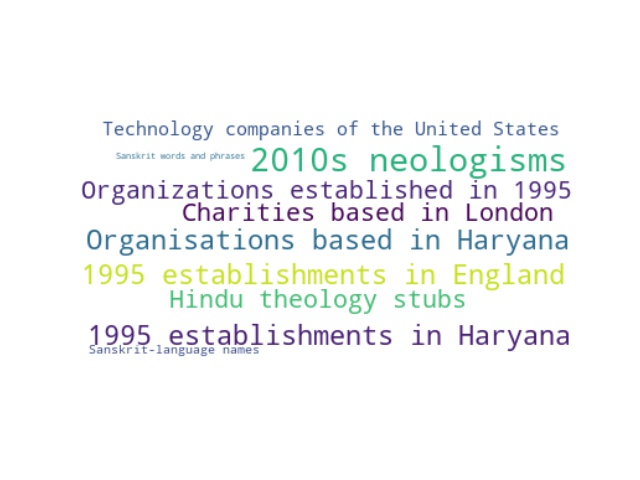 Technology companies of the United States
Sanskrit words and phrases 2010s neologisms
Organizations established in 1995
Charities based in London
Organisations based in Haryana
1995 establishments in England
Hindu theology stubs
1995 establishments in Haryana
Sanskrit-language names